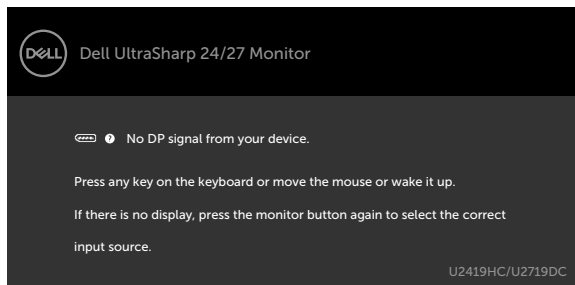 DELL
Dell UltraSharp 24/27 Monitor
No DP signal from your device.
Press any key on the keyboard or move the mouse or wake it up.
If there is no display, press the monitor button again to select the correct
input source.
U2419HC/U2719DC